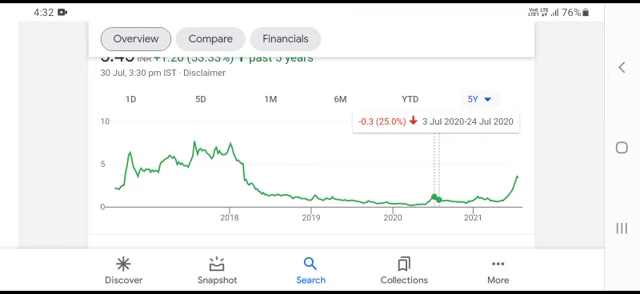 4:32
76%
Overview Compare Financials
INR +1.20 (53.33%) past 5 years
30 Jul, 3:30 pm IST · Disclaimer
1D 5D 1M 6M YTD 5Y
-0.3 (25.0%) 3 Jul 2020-24 Jul 2020
10
5
0
2018 2019 2020 2021
Discover Snapshot Search Collections More